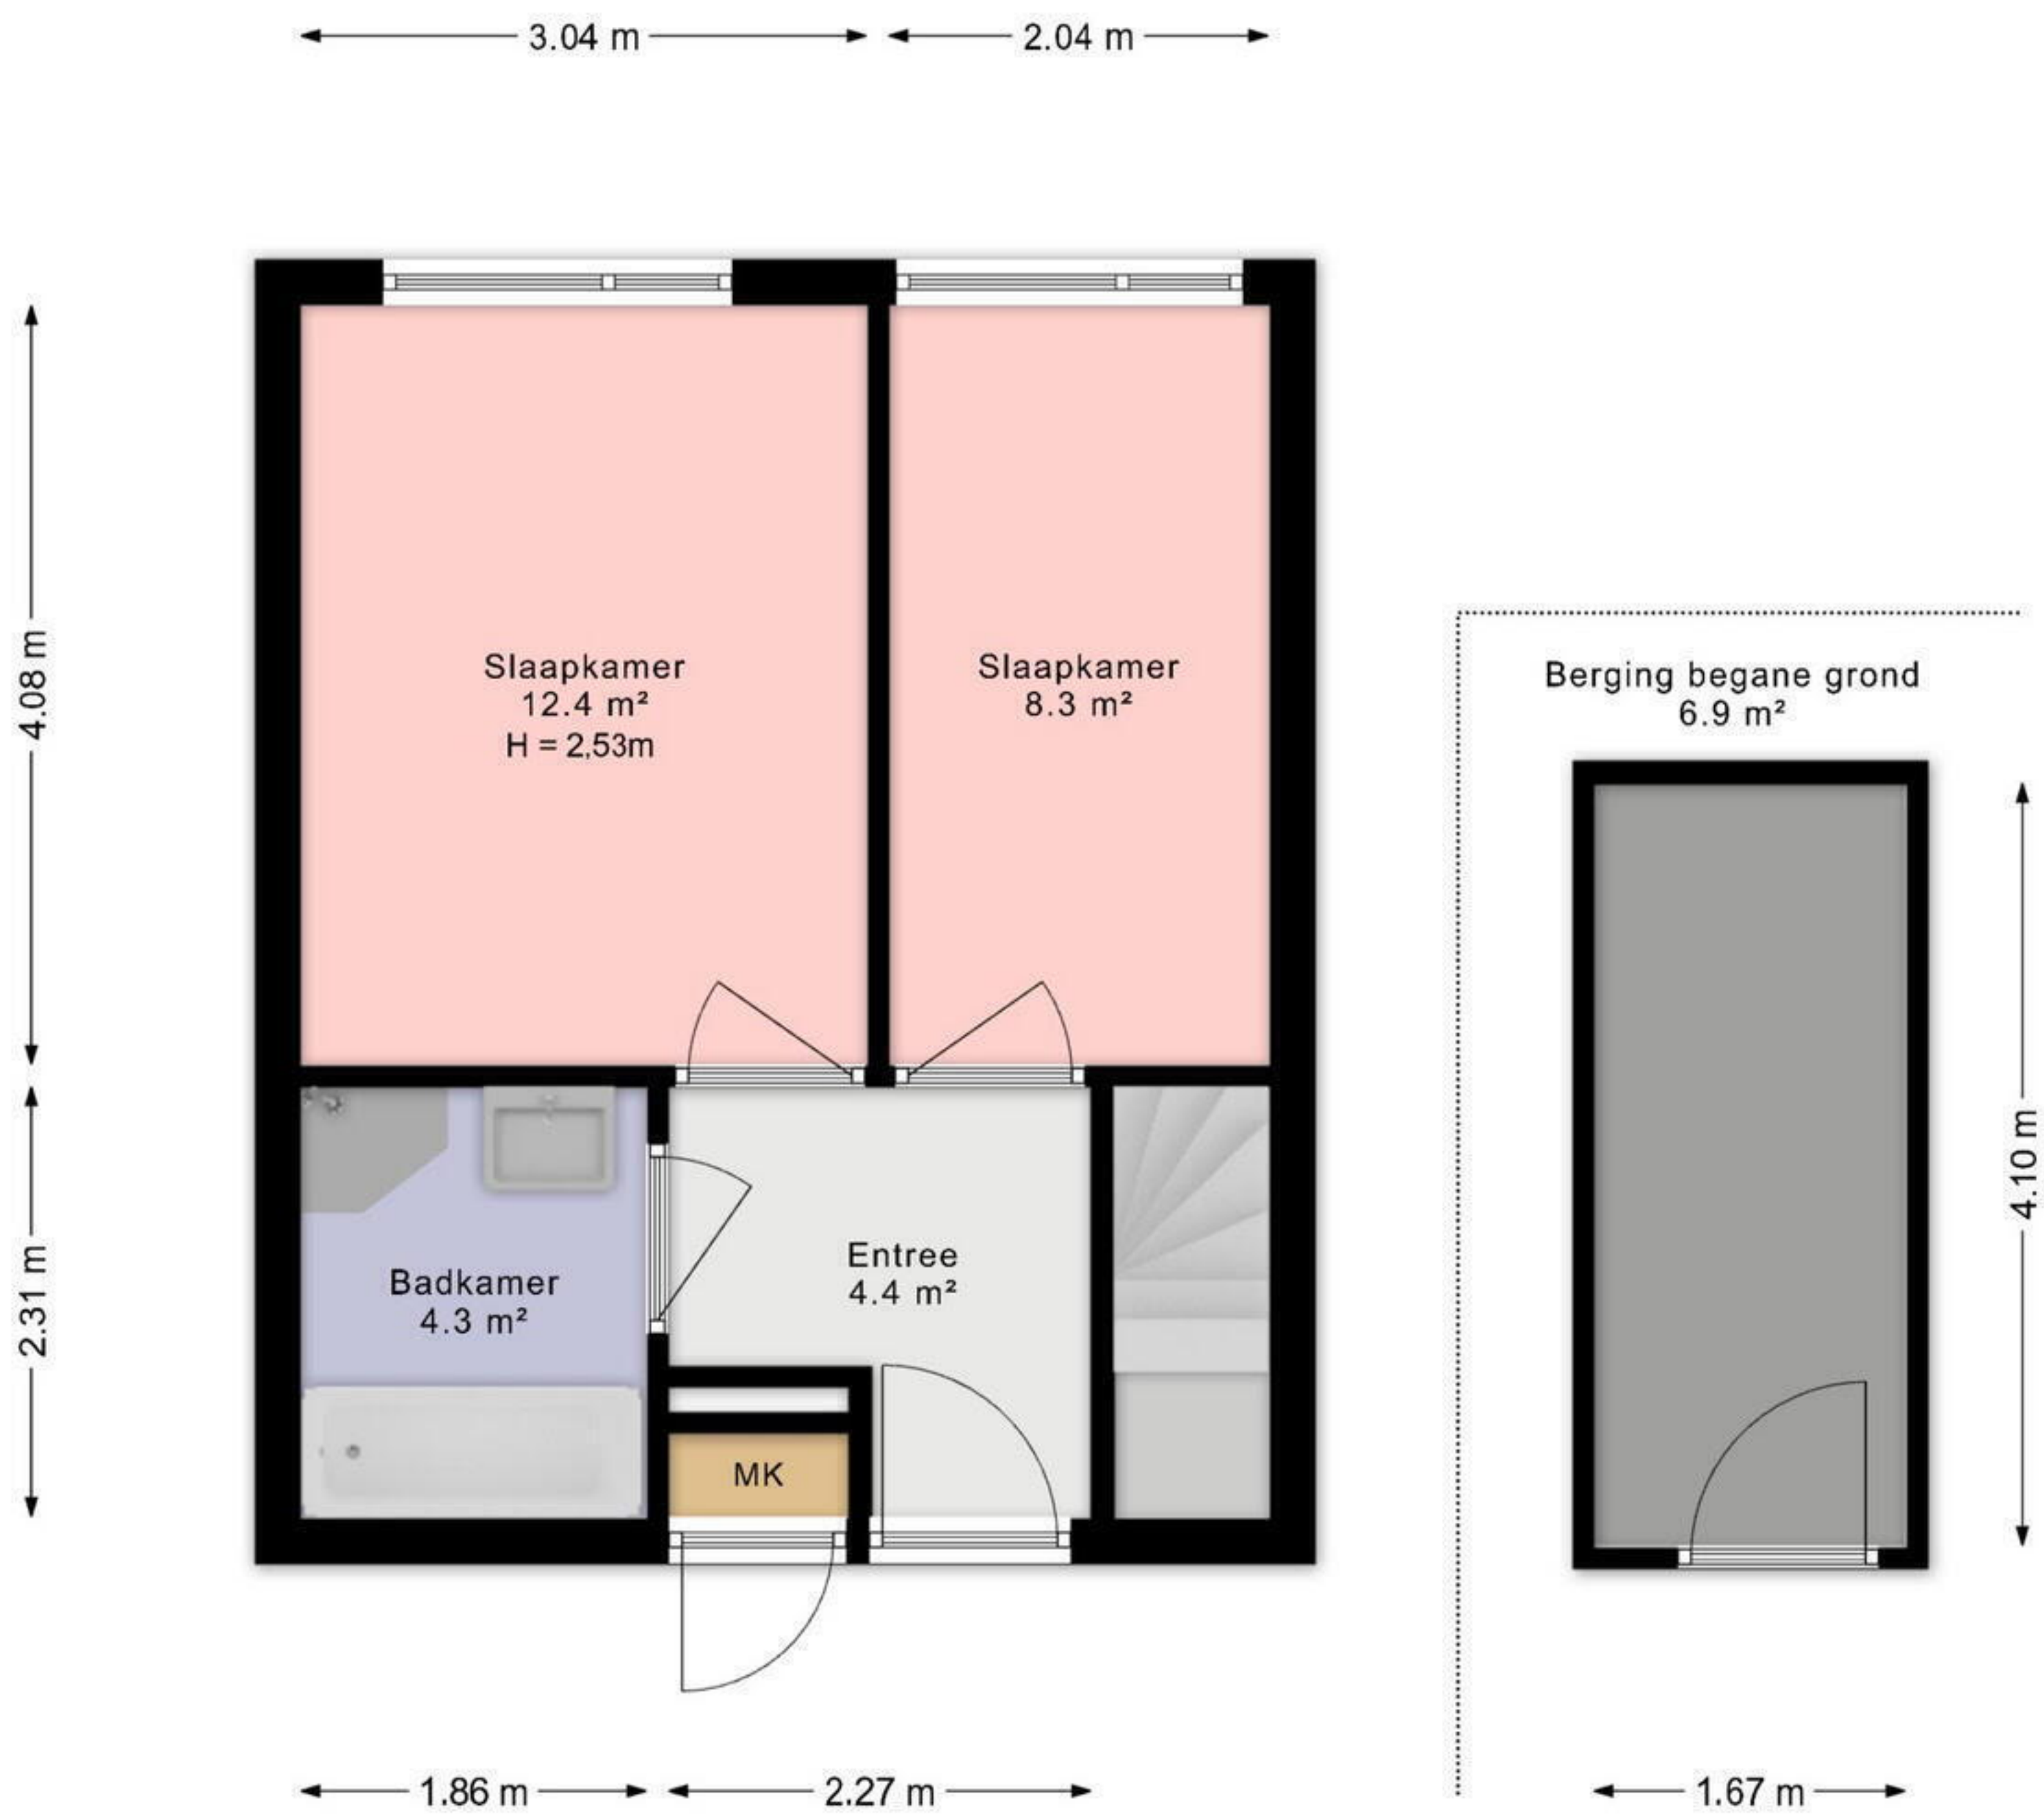 3.04 m
2.04 m
4.08 m
Slaapkamer
12.4 m²
H = 2,53m
Slaapkamer
8.3 m²
Berging begane grond
6.9 m²
4.10 m
2.31 m
Badkamer
4.3 m²
Entree
4.4 m²
MK
1.86 m
2.27 m
1.67 m